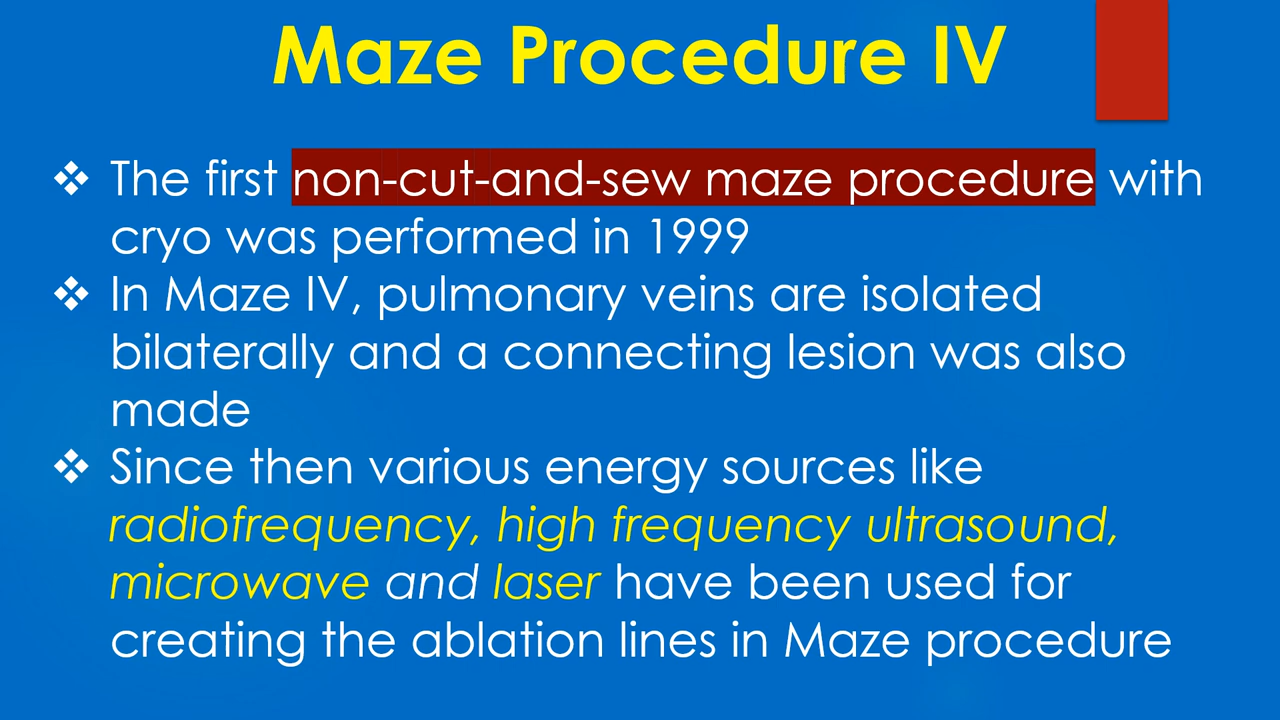 Maze Procedure IV
❖ The first non-cut-and-sew maze procedure with
cryo was performed in 1999
❖ In Maze IV, pulmonary veins are isolated
bilaterally and a connecting lesion was also
made
❖ Since then various energy sources like
radiofrequency, high frequency ultrasound,
microwave and laser have been used for
creating the ablation lines in Maze procedure